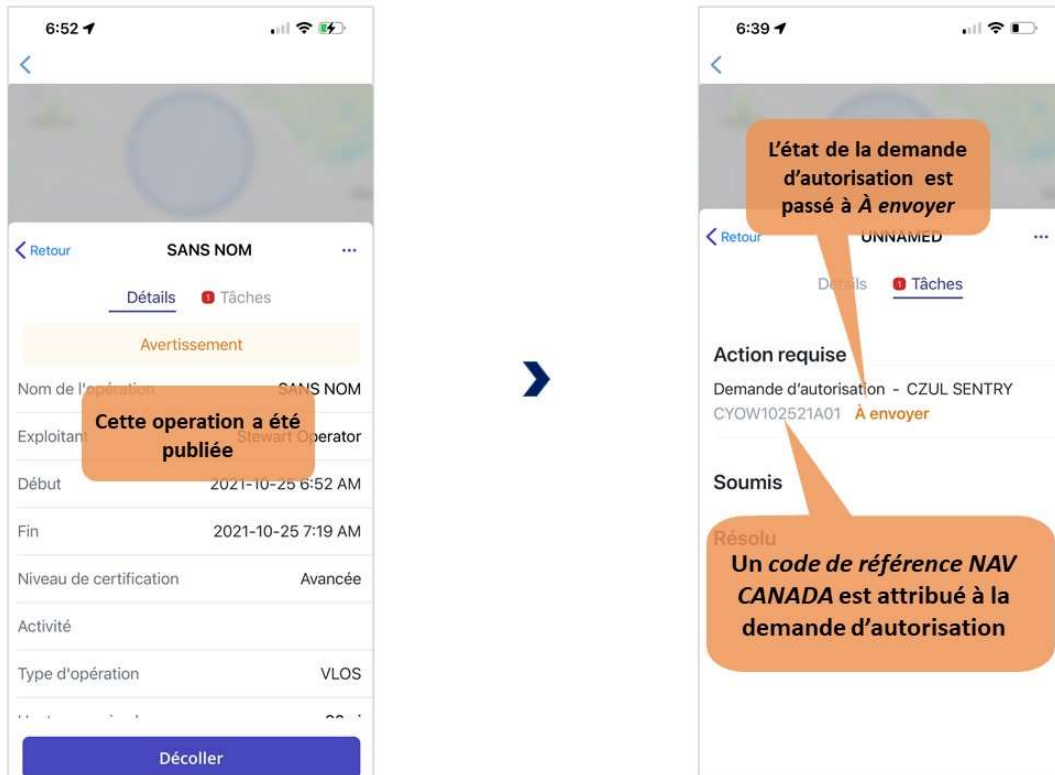 6:52
SANS NOM
Retour
...
Détails
1 Tâches
Avertissement
Nom de l'opération
SANS NOM
Cette operation a été
publiée
Exploitant
Stewart Operator
Début
2021-10-25 6:52 AM
Fin
2021-10-25 7:19 AM
Niveau de certification
Avancée
Activité
Type d'opération
VLOS
Décoller
6:39
L'état de la demande
d'autorisation est
passé à À envoyer
Retour
UNNAMED
...
Détails
1 Tâches
Action requise
Demande d'autorisation - CZUL SENTRY
CYOW102521A01 À envoyer
Soumis
Résolu
Un code de référence NAV
CANADA est attribué à la
demande d'autorisation